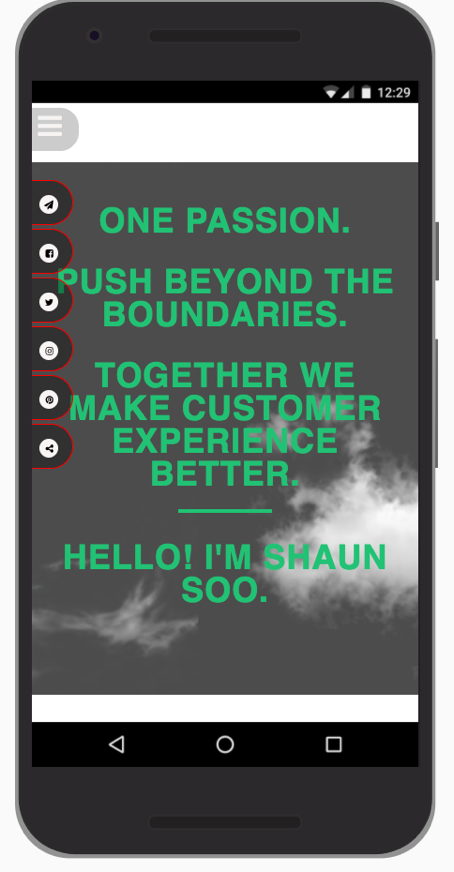 12:29
ONE PASSION.
PUSH BEYOND THE
BOUNDARIES.
TOGETHER WE
MAKE CUSTOMER
EXPERIENCE
BETTER.
HELLO! I'M SHAUN
SOO.